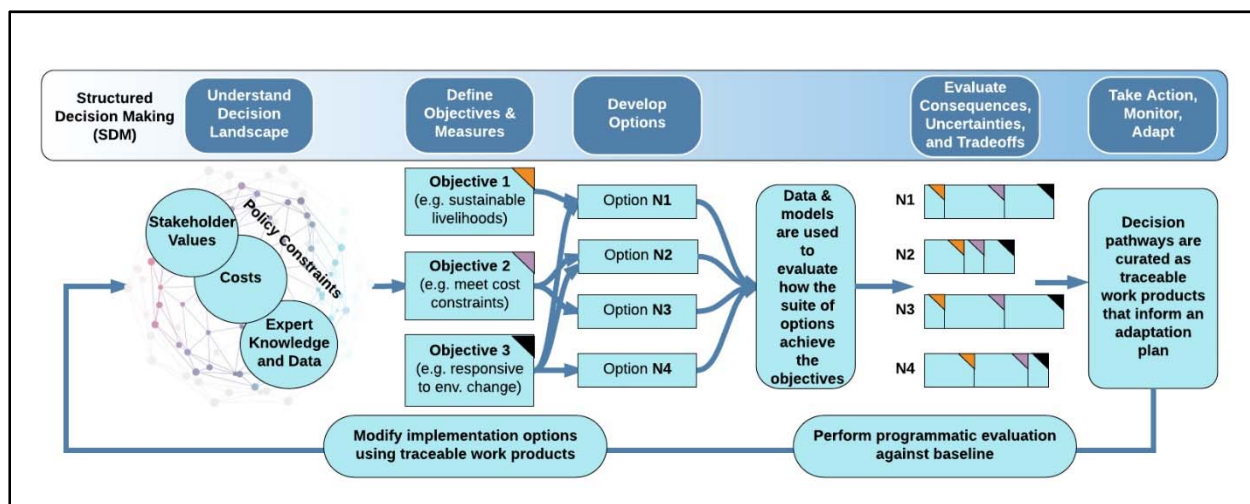 Structured
Decision Making
(SDM)
Understand
Decision
Landscape
Define
Objectives &
Measures
Develop
Options
Evaluate
Consequences,
Uncertainties,
and Tradeoffs
Take Action,
Monitor,
Adapt
Stakeholder
Values
Policy Constraints
Costs
Expert
Knowledge
and Data
Objective 1
(e.g. sustainable
livelihoods)
Objective 2
(e.g. meet cost
constraints)
Objective 3
(e.g. responsive
to env. change)
Option N1
Option N2
Option N3
Option N4
Data &
models
are used
to
evaluate
how the
suite of
options
achieve
the
objectives
N1
N2
N3
N4
Decision
pathways are
curated as
traceable
work products
that inform an
adaptation
plan
Modify implementation options
using traceable work products
Perform programmatic evaluation
against baseline